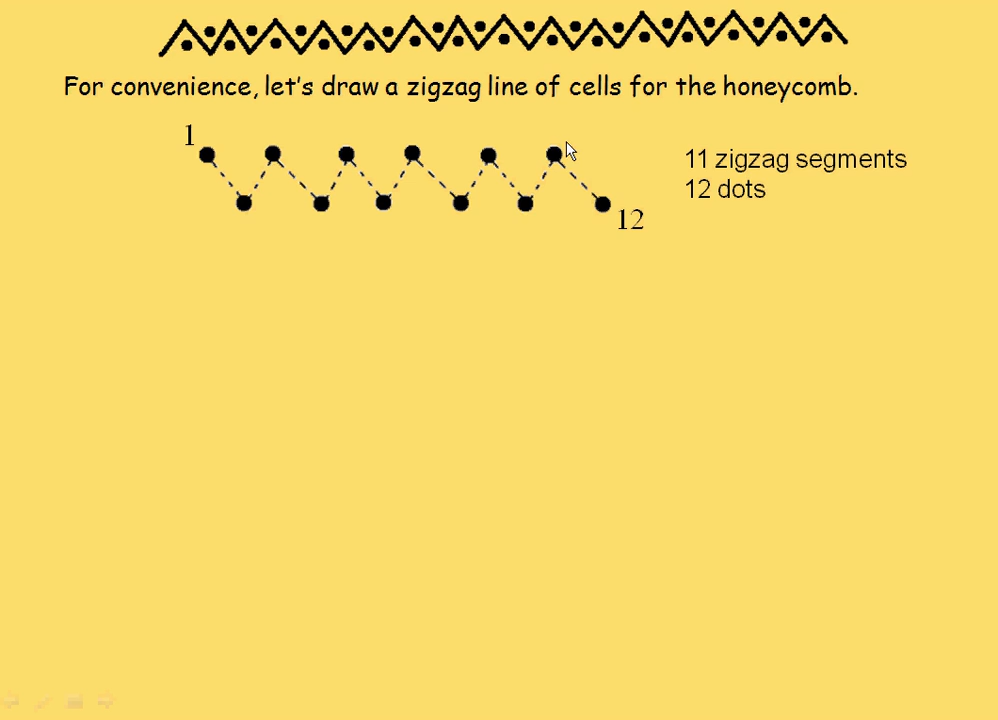 For convenience, let's draw a zigzag line of cells for the honeycomb.
1
11 zigzag segments
12 dots
12